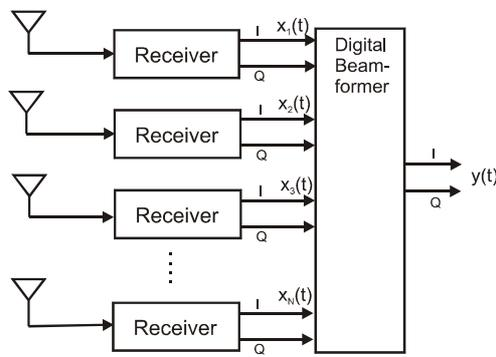 I x₁(t)
Receiver
Q
I x₂(t)
Receiver
Q
I x₃(t)
Receiver
Q
I xN(t)
Receiver
Q
Digital
Beam-
former
I
y(t)
Q